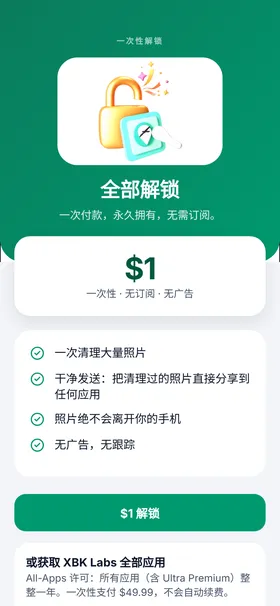 一次性解锁
全部解锁
一次付款，永久拥有，无需订阅。
$1
一次性 · 无订阅 · 无广告
一次清理大量照片
干净发送：把清理过的照片直接分享到
任何应用
照片绝不会离开你的手机
无广告，无跟踪
$1 解锁
或获取 XBK Labs 全部应用
All-Apps 许可：所有应用（含 Ultra Premium）整
整一年。一次性支付 $49.99，不会自动续费。